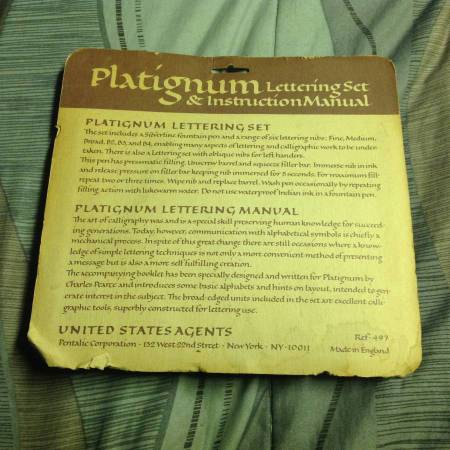 Platignum Lettering Set
& Instruction Manual
PLATIGNUM LETTERING SET
The set includes a Silverline fountain pen and a range of six lettering nibs: Fine, Medium,
Broad, B2, B3, and B4, enabling many aspects of lettering and calligraphic work to be under-
taken. There is also a lettering set with oblique nibs for left handers.
This pen has pressmatic filling. Unscrew barrel and squeeze filler bar. Immerse nib in ink
and release pressure on filler bar keeping nib immersed for 8 seconds. For maximum fill-
repeat two or three times. Wipe nib and replace barrel. Wash pen occasionally by repeating
filling action with lukewarm water. Do not use waterproof Indian ink in a fountain pen.
PLATIGNUM LETTERING MANUAL
The art of calligraphy was and is a special skill preserving human knowledge for succeed-
ing generations. Today, however, communication with alphabetical symbols is chiefly a
mechanical process. In spite of this great change there are still occasions where a know-
ledge of simple lettering techniques is not only a more convenient method of presenting
a message but is also a more self fulfilling creation.
The accompanying booklet has been specially designed and written for Platignum by
Charles Pearce and introduces some basic alphabets and hints on layout, intended to gen-
erate interest in the subject. The broad-edged units included in the set are excellent calli-
graphic tools, superbly constructed for lettering use.
UNITED STATES AGENTS
Pentalic Corporation - 132 West 22nd Street - New York - NY-10011
Ref-497
Made in England